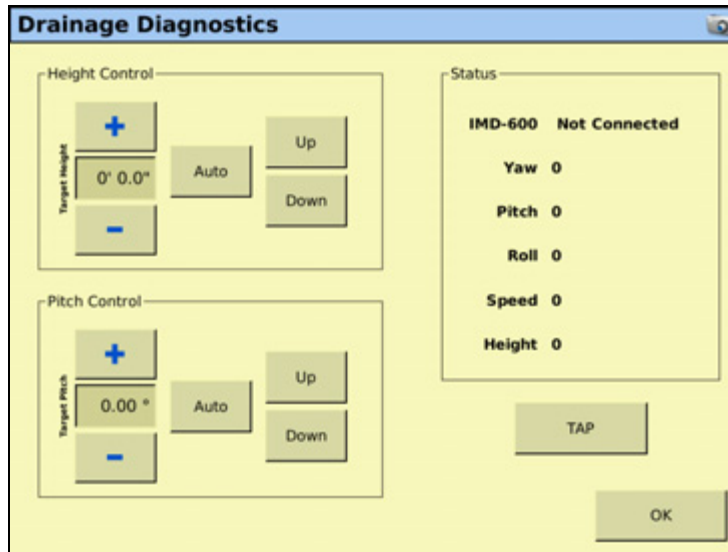 Drainage Diagnostics
Height Control
+
Target Height
0' 0.0"
-
Auto
Up
Down
Pitch Control
+
Target Pitch
0.00 °
-
Auto
Up
Down
Status
IMD-600 Not Connected
Yaw 0
Pitch 0
Roll 0
Speed 0
Height 0
TAP
OK